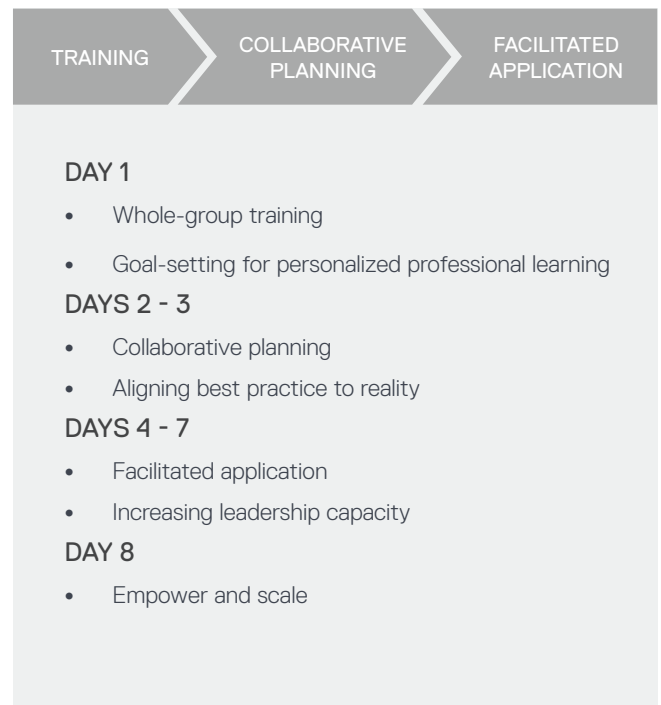 TRAINING
COLLABORATIVE
PLANNING
FACILITATED
APPLICATION
DAY 1
• Whole-group training
• Goal-setting for personalized professional learning
DAYS 2 - 3
• Collaborative planning
• Aligning best practice to reality
DAYS 4 - 7
• Facilitated application
• Increasing leadership capacity
DAY 8
• Empower and scale